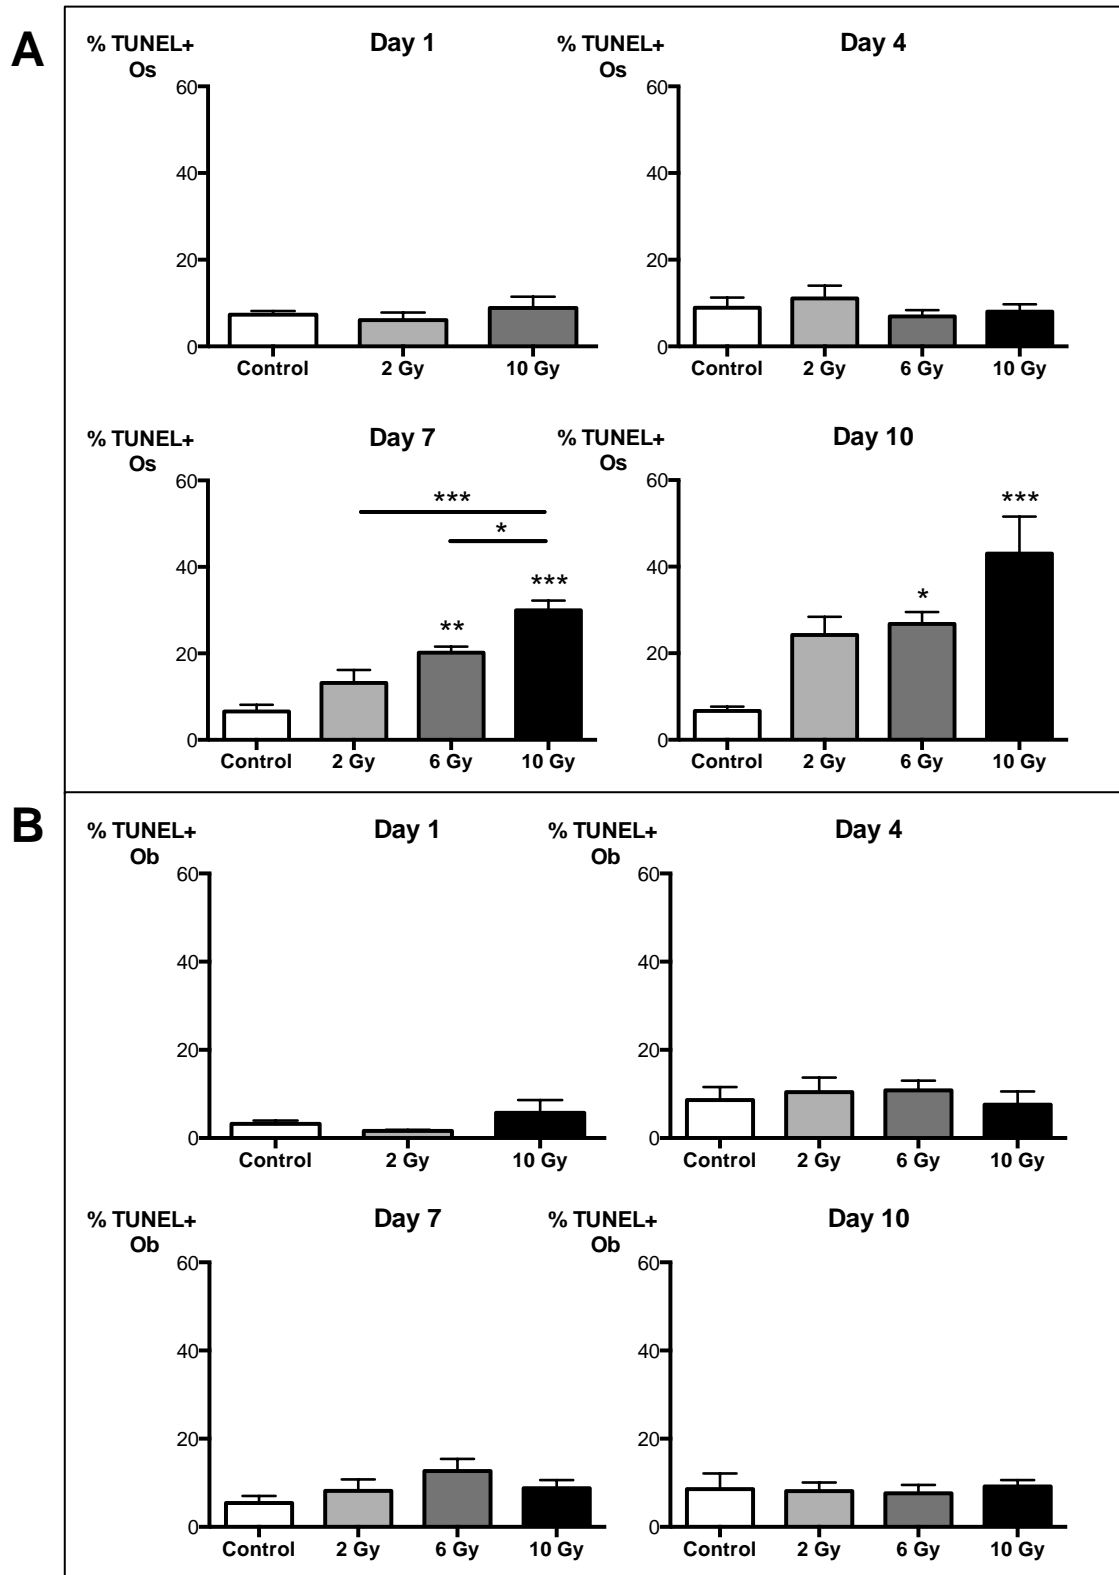 A
% TUNEL+ Day 1
Os
60
40
20
0
Control 2 Gy 10 Gy
% TUNEL+ Day 4
Os
60
40
20
0
Control 2 Gy 6 Gy 10 Gy
% TUNEL+ Day 7
Os
60
40
20
0
***
*
***
**
Control 2 Gy 6 Gy 10 Gy
% TUNEL+ Day 10
Os
60
40
20
0
***
*
Control 2 Gy 6 Gy 10 Gy
B
% TUNEL+ Day 1
Ob
60
40
20
0
Control 2 Gy 10 Gy
% TUNEL+ Day 4
Ob
60
40
20
0
Control 2 Gy 6 Gy 10 Gy
% TUNEL+ Day 7
Ob
60
40
20
0
Control 2 Gy 6 Gy 10 Gy
% TUNEL+ Day 10
Ob
60
40
20
0
Control 2 Gy 6 Gy 10 Gy